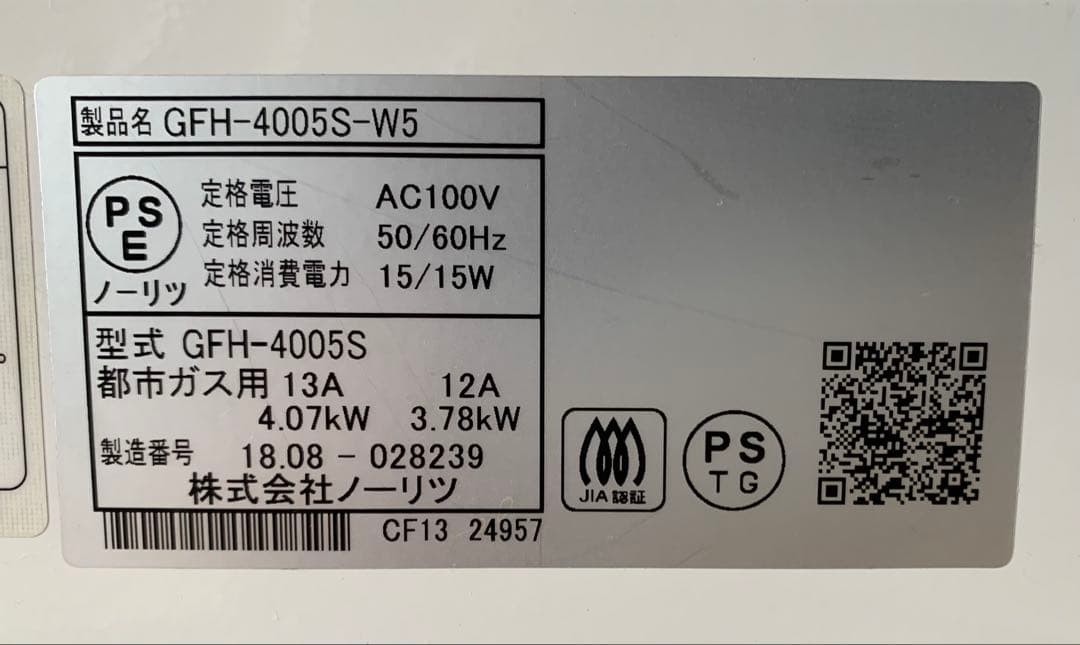 製品名 GFH-4005S-W5
PS
E
ノーリツ
定格電圧 AC100V
定格周波数 50/60Hz
定格消費電力 15/15W
型式 GFH-4005S
都市ガス用 13A 12A
4.07kW 3.78kW
製造番号 18.08 - 028239
株式会社ノーリツ
CF13 24957
JIA認証
PS
TG